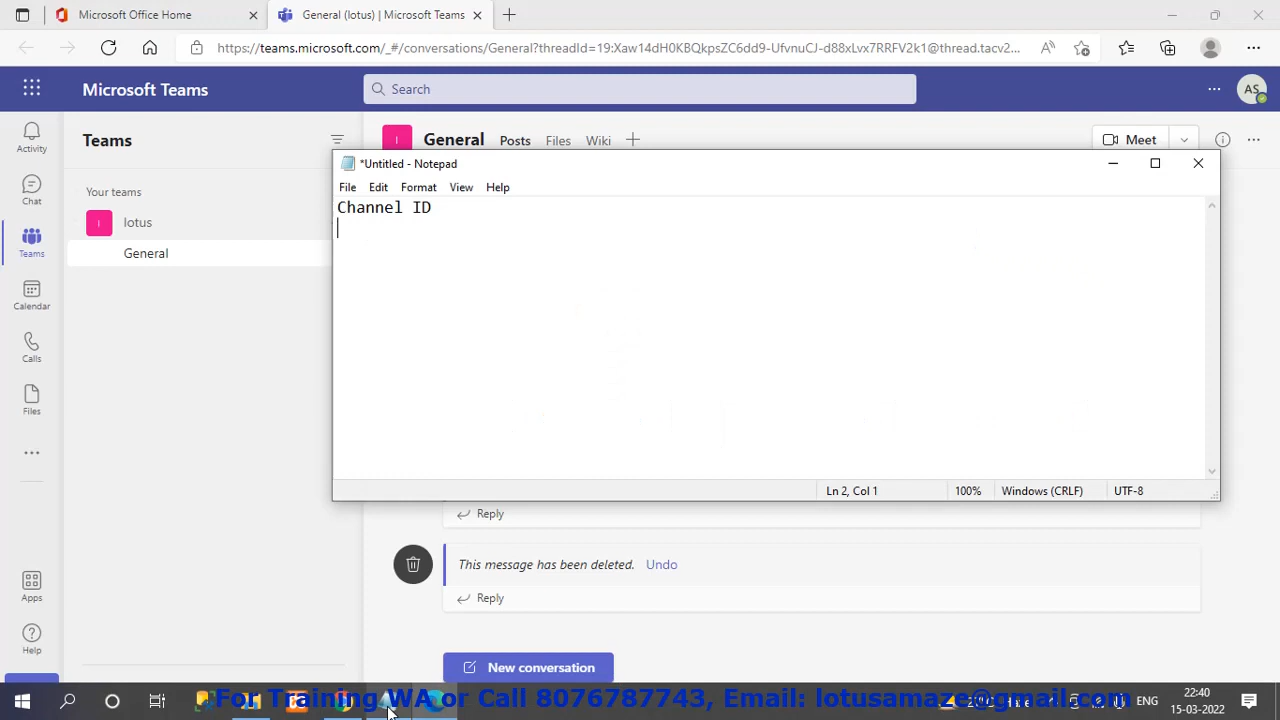 Microsoft Office Home
General (lotus) | Microsoft Teams
https://teams.microsoft.com/_#/conversations/General?threadId=19:Xaw14dH0KBQkpsZC6dd9-UfvnuCJ-d88xLvx7RRFV2k1@thread.tacv2...
Microsoft Teams
Search
AS
Activity
Chat
Teams
Calendar
Calls
Files
Apps
Help
Teams
Your teams
l
lotus
General
l
General
Posts
Files
Wiki
Meet
*Untitled - Notepad
File
Edit
Format
View
Help
Channel ID
Ln 2, Col 1
100%
Windows (CRLF)
UTF-8
Reply
This message has been deleted.
Undo
Reply
New conversation
For Training WA or Call 8076787743, Email: lotusamaze@gmail.com
ENG
22:40
15-03-2022